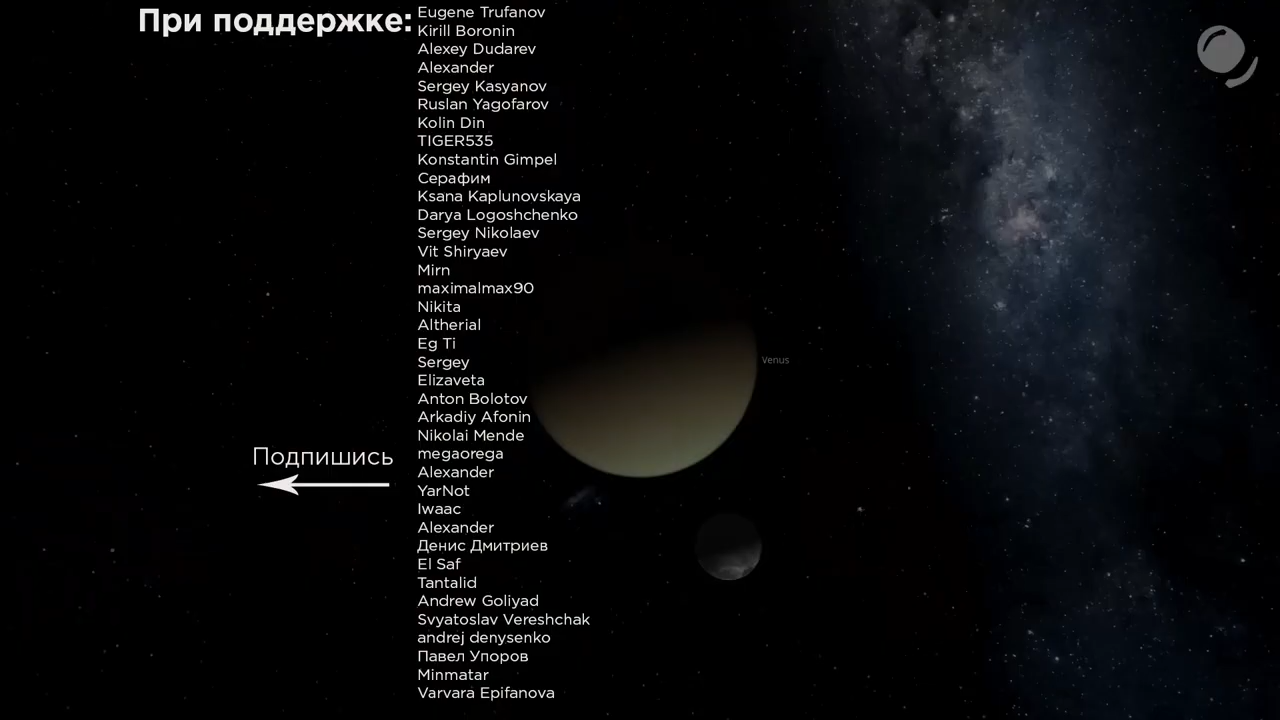 При поддержке:
Eugene Trufanov
Kirill Boronin
Alexey Dudarev
Alexander
Sergey Kasyanov
Ruslan Yagofarov
Kolin Din
TIGER535
Konstantin Gimpel
Серафим
Ksana Kaplunovskaya
Darya Logoshchenko
Sergey Nikolaev
Vit Shiryaev
Mirn
maximalmax90
Nikita
Altherial
Eg Ti
Sergey
Elizaveta
Anton Bolotov
Arkadiy Afonin
Nikolai Mende
megaorega
Alexander
YarNot
Iwaac
Alexander
Денис Дмитриев
El Saf
Tantalid
Andrew Goliyad
Svyatoslav Vereshchak
andrej denysenko
Павел Упоров
Minmatar
Varvara Epifanova
Подпишись
Venus